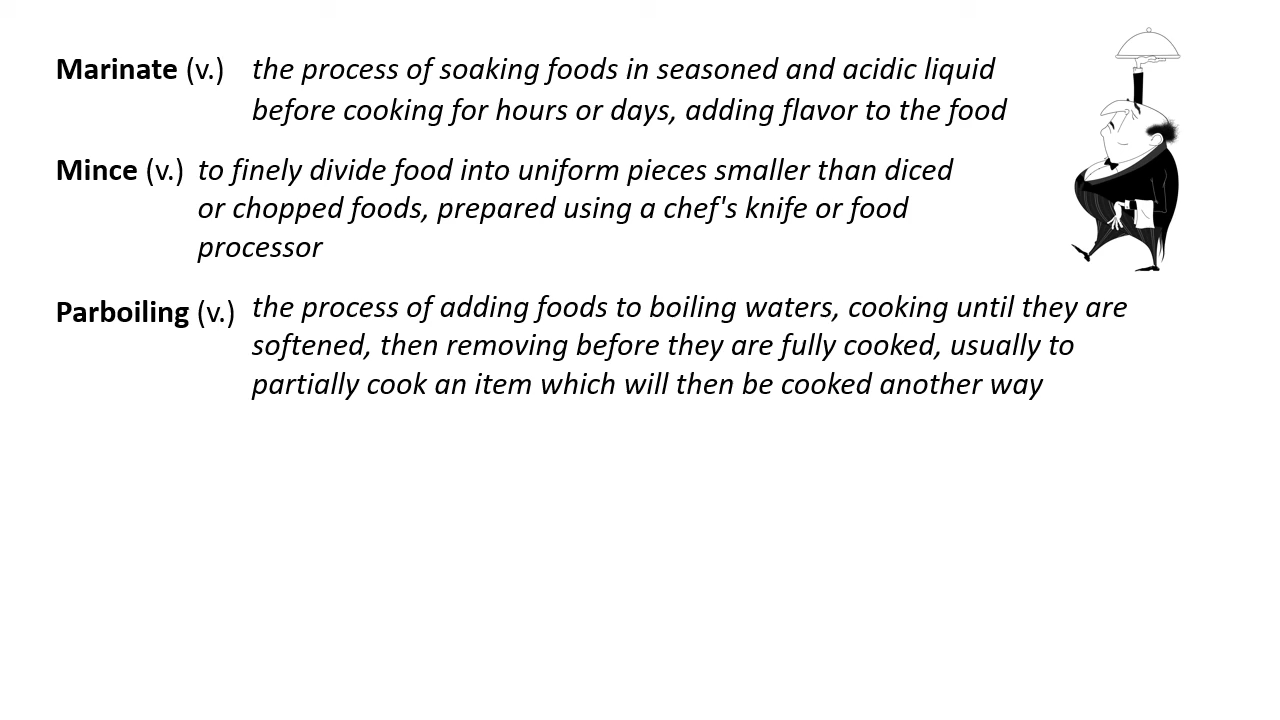 Marinate (v.) the process of soaking foods in seasoned and acidic liquid
before cooking for hours or days, adding flavor to the food
Mince (v.) to finely divide food into uniform pieces smaller than diced
or chopped foods, prepared using a chef's knife or food
processor
Parboiling (v.) the process of adding foods to boiling waters, cooking until they are
softened, then removing before they are fully cooked, usually to
partially cook an item which will then be cooked another way